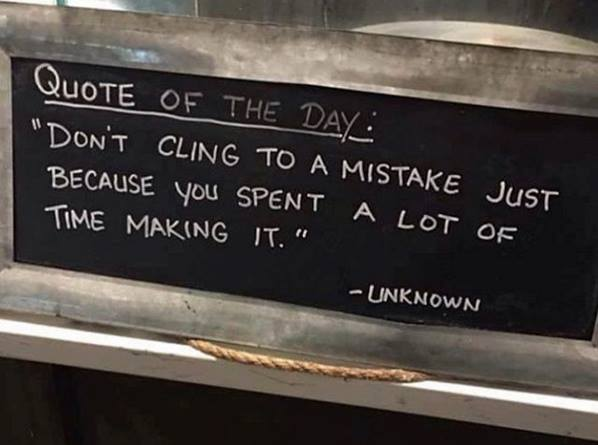 QUOTE OF THE DAY:
"DON'T CLING TO A MISTAKE JUST
BECAUSE YOU SPENT A LOT OF
TIME MAKING IT."
- UNKNOWN